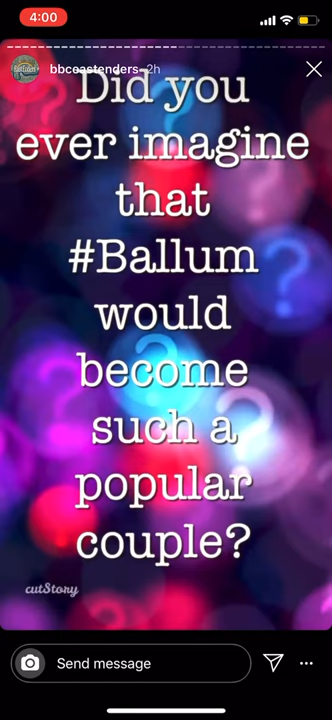 4:00
bbceastenders 2h
Did you
ever imagine
that
#Ballum
would
become
such a
popular
couple?
cutStory
Send message